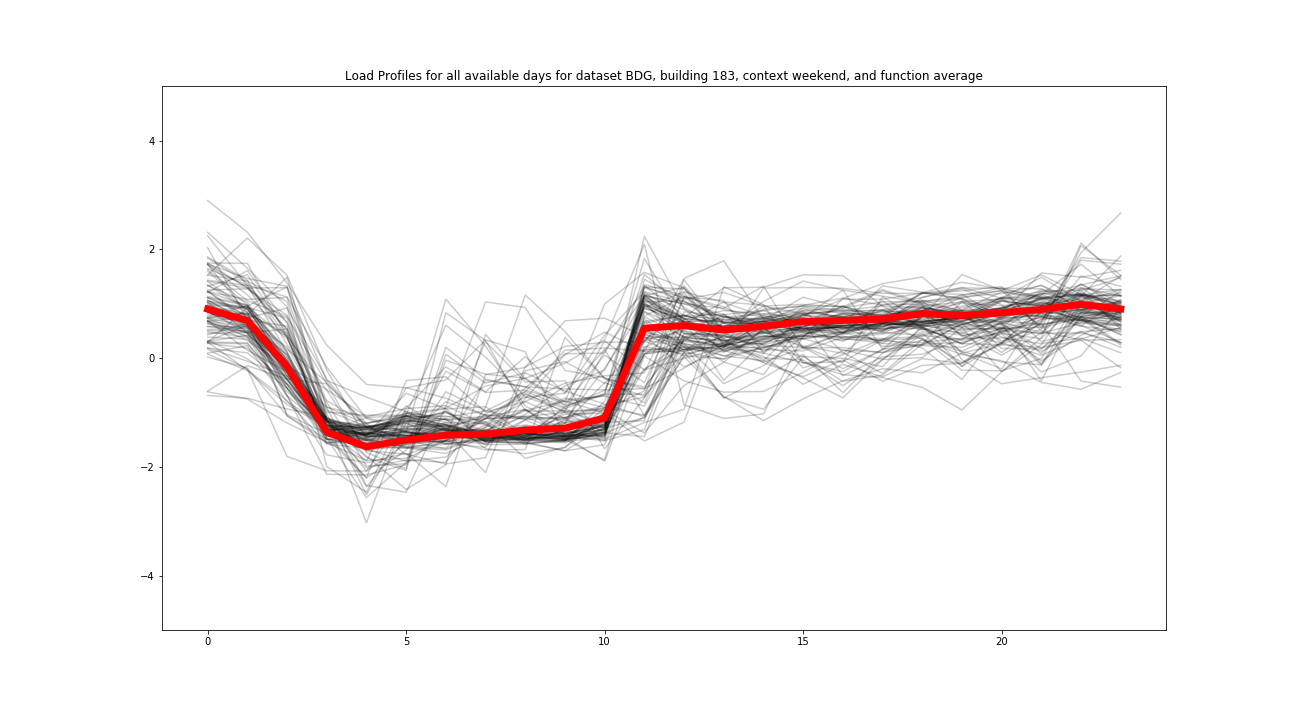 Load Profiles for all available days for dataset BDG, building 183, context weekend, and function average
4
2
0
−2
−4
0 5 10 15 20